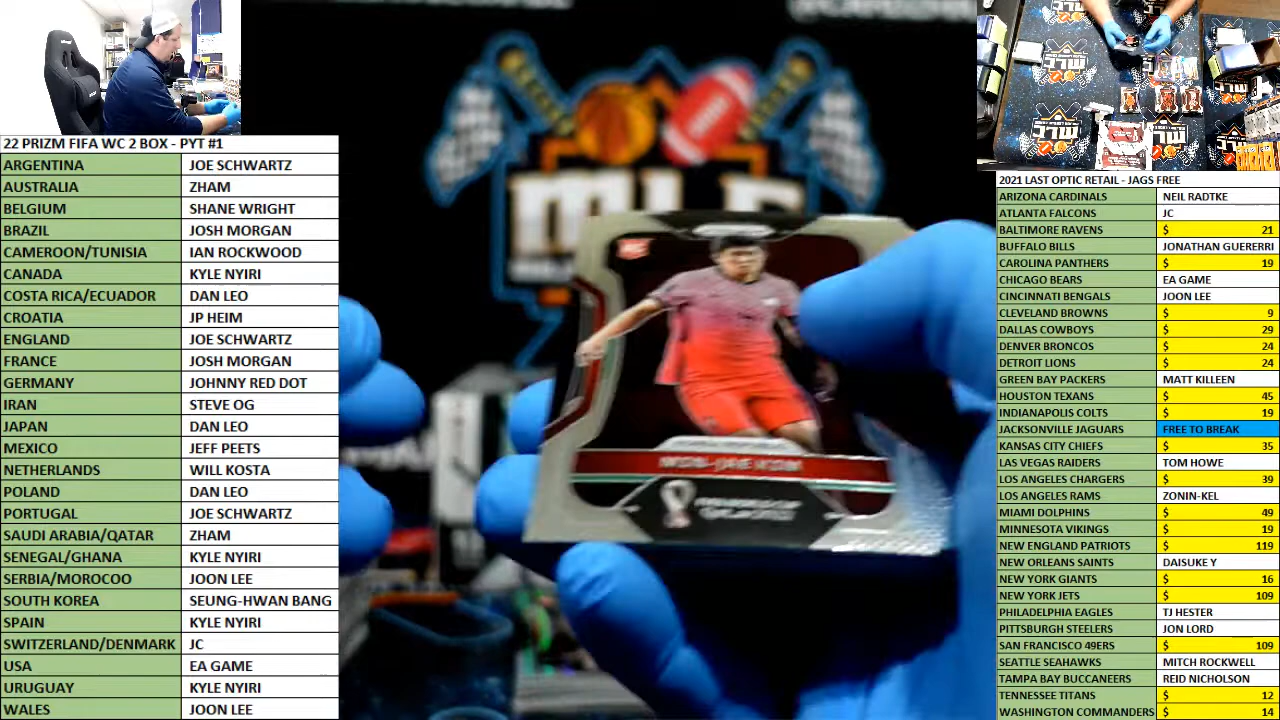 22 PRIZM FIFA WC 2 BOX - PYT #1
ARGENTINA JOE SCHWARTZ
AUSTRALIA ZHAM
BELGIUM SHANE WRIGHT
BRAZIL JOSH MORGAN
CAMEROON/TUNISIA IAN ROCKWOOD
CANADA KYLE NYIRI
COSTA RICA/ECUADOR DAN LEO
CROATIA JP HEIM
ENGLAND JOE SCHWARTZ
FRANCE JOSH MORGAN
GERMANY JOHNNY RED DOT
IRAN STEVE OG
JAPAN DAN LEO
MEXICO JEFF PEETS
NETHERLANDS WILL KOSTA
POLAND DAN LEO
PORTUGAL JOE SCHWARTZ
SAUDI ARABIA/QATAR ZHAM
SENEGAL/GHANA KYLE NYIRI
SERBIA/MOROCOO JOON LEE
SOUTH KOREA SEUNG-HWAN BANG
SPAIN KYLE NYIRI
SWITZERLAND/DENMARK JC
USA EA GAME
URUGUAY KYLE NYIRI
WALES JOON LEE
MIN-JAE KIM
2021 LAST OPTIC RETAIL - JAGS FREE
ARIZONA CARDINALS NEIL RADTKE
ATLANTA FALCONS JC
BALTIMORE RAVENS $ 21
BUFFALO BILLS JONATHAN GUERERRI
CAROLINA PANTHERS $ 19
CHICAGO BEARS EA GAME
CINCINNATI BENGALS JOON LEE
CLEVELAND BROWNS $ 9
DALLAS COWBOYS $ 29
DENVER BRONCOS $ 24
DETROIT LIONS $ 24
GREEN BAY PACKERS MATT KILLEEN
HOUSTON TEXANS $ 45
INDIANAPOLIS COLTS $ 19
JACKSONVILLE JAGUARS FREE TO BREAK
KANSAS CITY CHIEFS $ 35
LAS VEGAS RAIDERS TOM HOWE
LOS ANGELES CHARGERS $ 39
LOS ANGELES RAMS ZONIN-KEL
MIAMI DOLPHINS $ 49
MINNESOTA VIKINGS $ 19
NEW ENGLAND PATRIOTS $ 119
NEW ORLEANS SAINTS DAISUKE Y
NEW YORK GIANTS $ 16
NEW YORK JETS $ 109
PHILADELPHIA EAGLES TJ HESTER
PITTSBURGH STEELERS JON LORD
SAN FRANCISCO 49ERS $ 109
SEATTLE SEAHAWKS MITCH ROCKWELL
TAMPA BAY BUCCANEERS REID NICHOLSON
TENNESSEE TITANS $ 12
WASHINGTON COMMANDERS $ 14